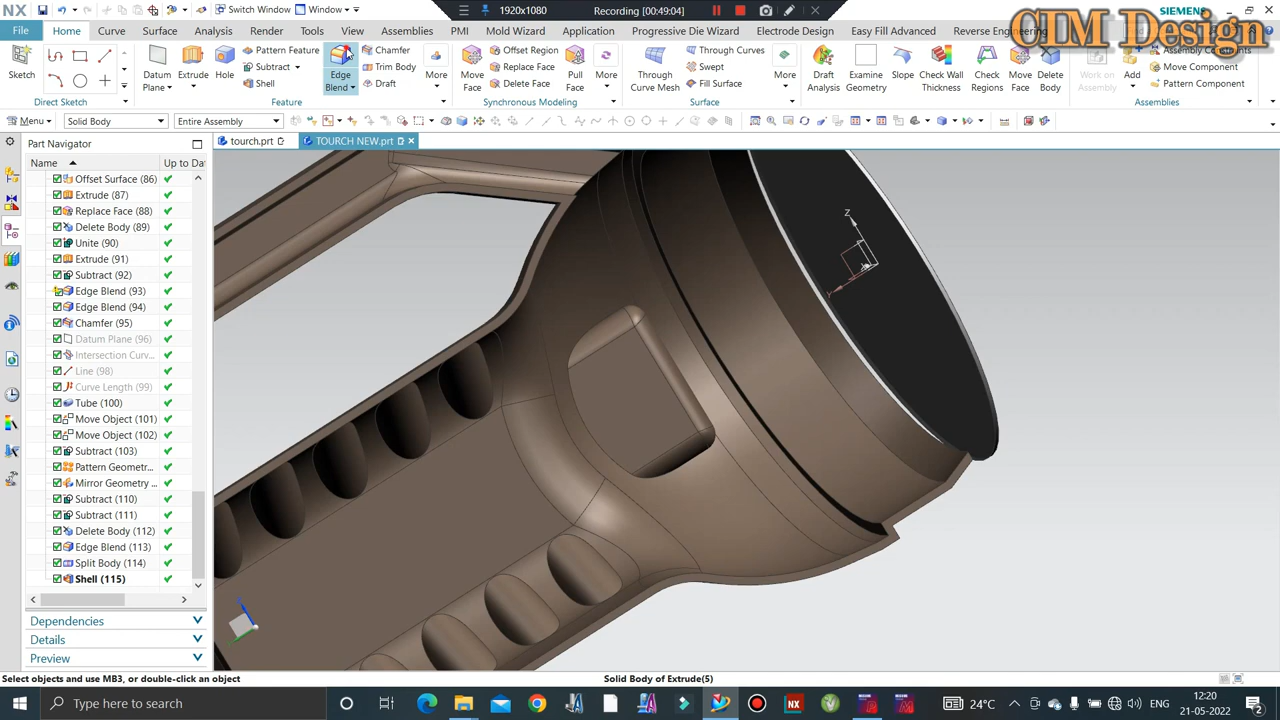 NX
Switch Window
Window
1920x1080
Recording [00:49:04]
SIEMENS
CIM Design
File
Home
Curve
Surface
Analysis
Render
Tools
View
Assemblies
PMI
Mold Wizard
Application
Progressive Die Wizard
Electrode Design
Easy Fill Advanced
Reverse Engineering
Sketch
Direct Sketch
Datum Plane
Extrude
Hole
Pattern Feature
Subtract
Shell
Edge Blend
Chamfer
Trim Body
Draft
More
Feature
Move Face
Offset Region
Replace Face
Delete Face
Pull Face
More
Synchronous Modeling
Through Curve Mesh
Through Curves
Swept
Fill Surface
More
Surface
Draft Analysis
Examine Geometry
Slope
Check Wall Thickness
Check Regions
Move Face
Delete Body
Work on Assembly
Add
Assembly Constraints
Move Component
Pattern Component
Assemblies
Menu
Solid Body
Entire Assembly
Part Navigator
tourch.prt
TOURCH NEW.prt
Name
Up to Da
Offset Surface (86)
Extrude (87)
Replace Face (88)
Delete Body (89)
Unite (90)
Extrude (91)
Subtract (92)
Edge Blend (93)
Edge Blend (94)
Chamfer (95)
Datum Plane (96)
Intersection Curv...
Line (98)
Curve Length (99)
Tube (100)
Move Object (101)
Move Object (102)
Subtract (103)
Pattern Geometr...
Mirror Geometry ...
Subtract (110)
Subtract (111)
Delete Body (112)
Edge Blend (113)
Split Body (114)
Shell (115)
Z
Y
Dependencies
Details
Preview
Select objects and use MB3, or double-click an object
Solid Body of Extrude(5)
Type here to search
24°C
ENG
12:20
21-05-2022
2